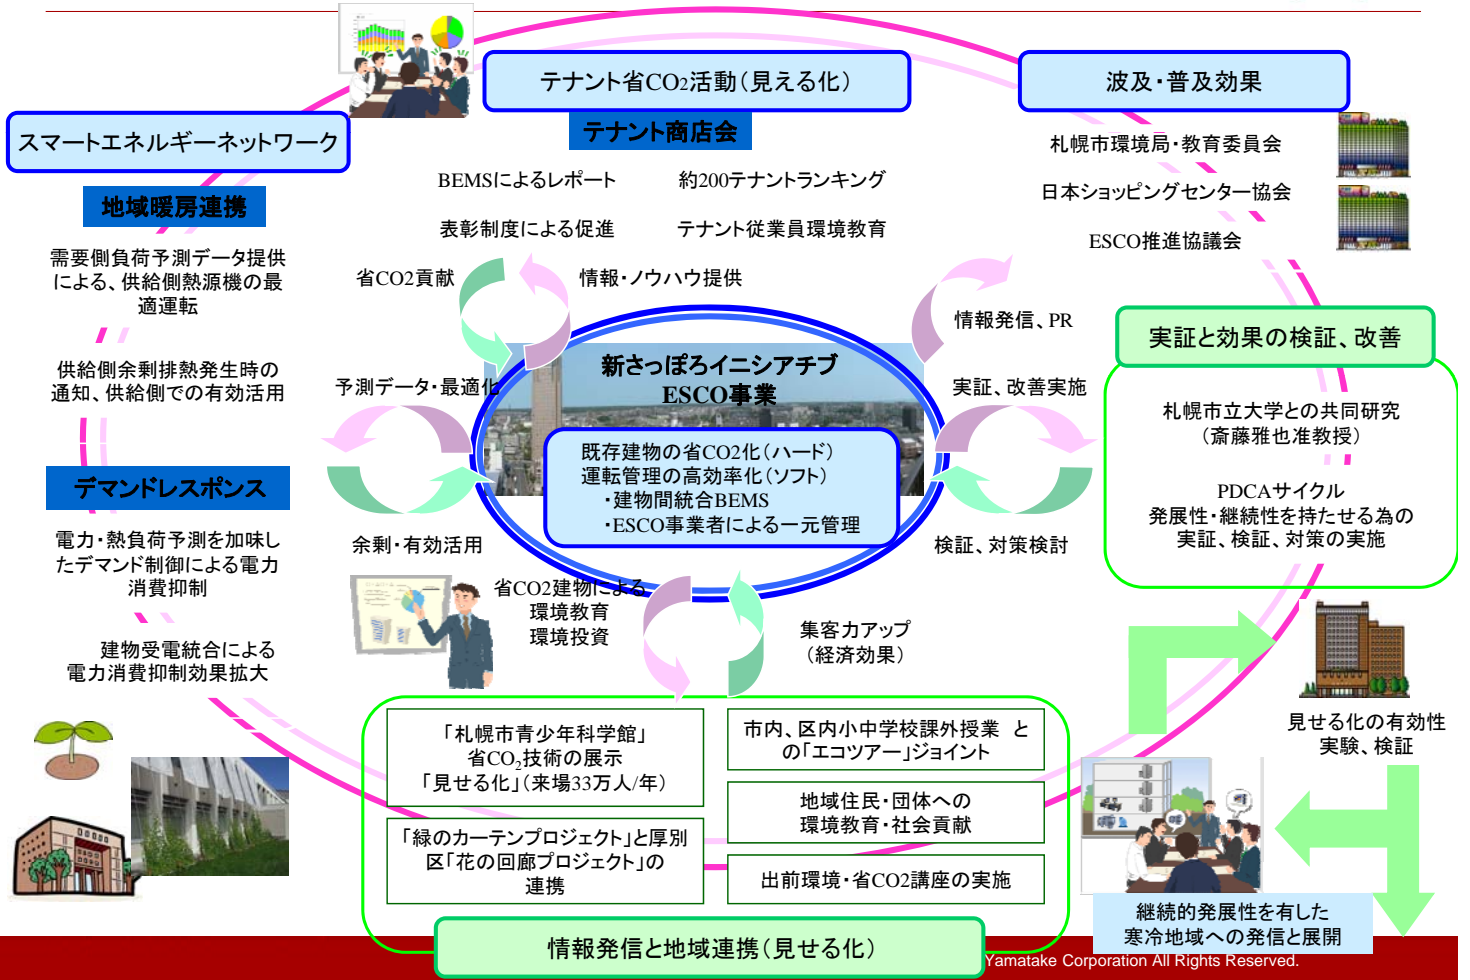 テナント省CO2活動(見える化)
テナント商店会
BEMSによるレポート
約200テナントランキング
表彰制度による促進
テナント従業員環境教育
波及・普及効果
札幌市環境局・教育委員会
日本ショッピングセンター協会
ESCO推進協議会
スマートエネルギーネットワーク
地域暖房連携
需要側負荷予測データ提供
による、供給側熱源機の最
適運転
供給側余剰排熱発生時の
通知、供給側での有効活用
デマンドレスポンス
電力・熱負荷予測を加味し
たデマンド制御による電力
消費抑制
建物受電統合による
電力消費抑制効果拡大
省CO2貢献
情報・ノウハウ提供
予測データ・最適化
余剰・有効活用
情報発信、PR
実証、改善実施
検証、対策検討
新さっぽろイニシアチブ
ESCO事業
既存建物の省CO2化(ハード)
運転管理の高効率化(ソフト)
・建物間統合BEMS
・ESCO事業者による一元管理
実証と効果の検証、改善
札幌市立大学との共同研究
(斎藤雅也准教授)
PDCAサイクル
発展性・継続性を持たせる為の
実証、検証、対策の実施
省CO2建物による
環境教育
環境投資
集客力アップ
(経済効果)
「札幌市青少年科学館」
省CO2技術の展示
「見せる化」(来場33万人/年)
「緑のカーテンプロジェクト」と厚別
区「花の回廊プロジェクト」の
連携
市内、区内小中学校課外授業 と
の「エコツアー」ジョイント
地域住民・団体への
環境教育・社会貢献
出前環境・省CO2講座の実施
情報発信と地域連携(見せる化)
見せる化の有効性
実験、検証
継続的発展性を有した
寒冷地域への発信と展開
Yamatake Corporation All Rights Reserved.